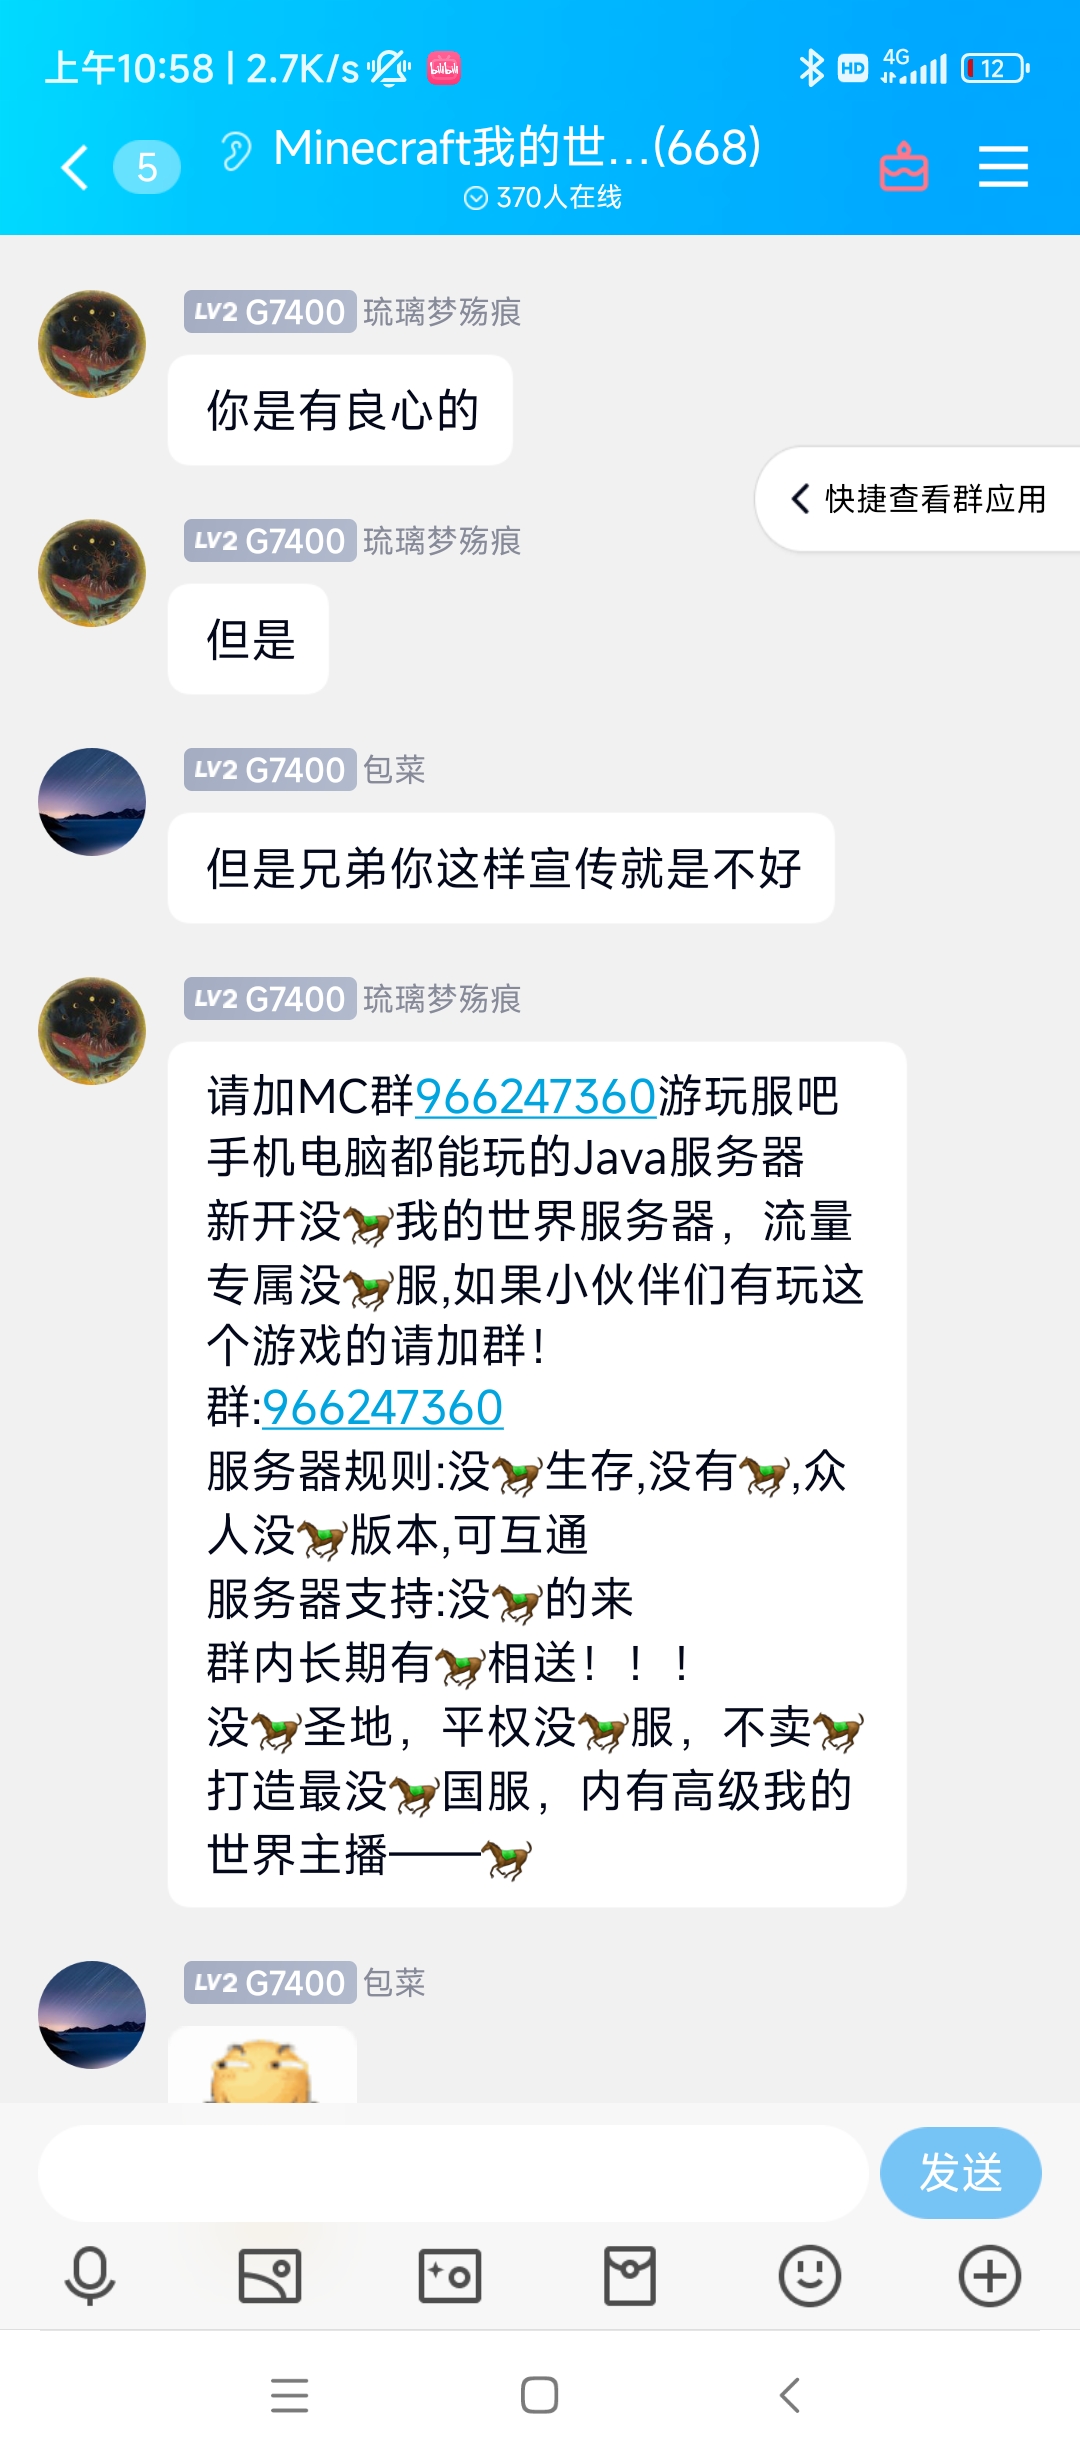 上午10:58 | 2.7K/s
bilibili
HD
4G
12
5
Minecraft我的世...(668)
370人在线
LV2 G7400 琉璃梦殇痕
你是有良心的
快捷查看群应用
LV2 G7400 琉璃梦殇痕
但是
LV2 G7400 包菜
但是兄弟你这样宣传就是不好
LV2 G7400 琉璃梦殇痕
请加MC群966247360游玩服吧
手机电脑都能玩的Java服务器
新开没🐎我的世界服务器，流量
专属没🐎服,如果小伙伴们有玩这
个游戏的请加群！
群:966247360
服务器规则:没🐎生存,没有🐎,众
人没🐎版本,可互通
服务器支持:没🐎的来
群内长期有🐎相送！！！
没🐎圣地，平权没🐎服，不卖🐎
打造最没🐎国服，内有高级我的
世界主播——🐎
LV2 G7400 包菜
发送